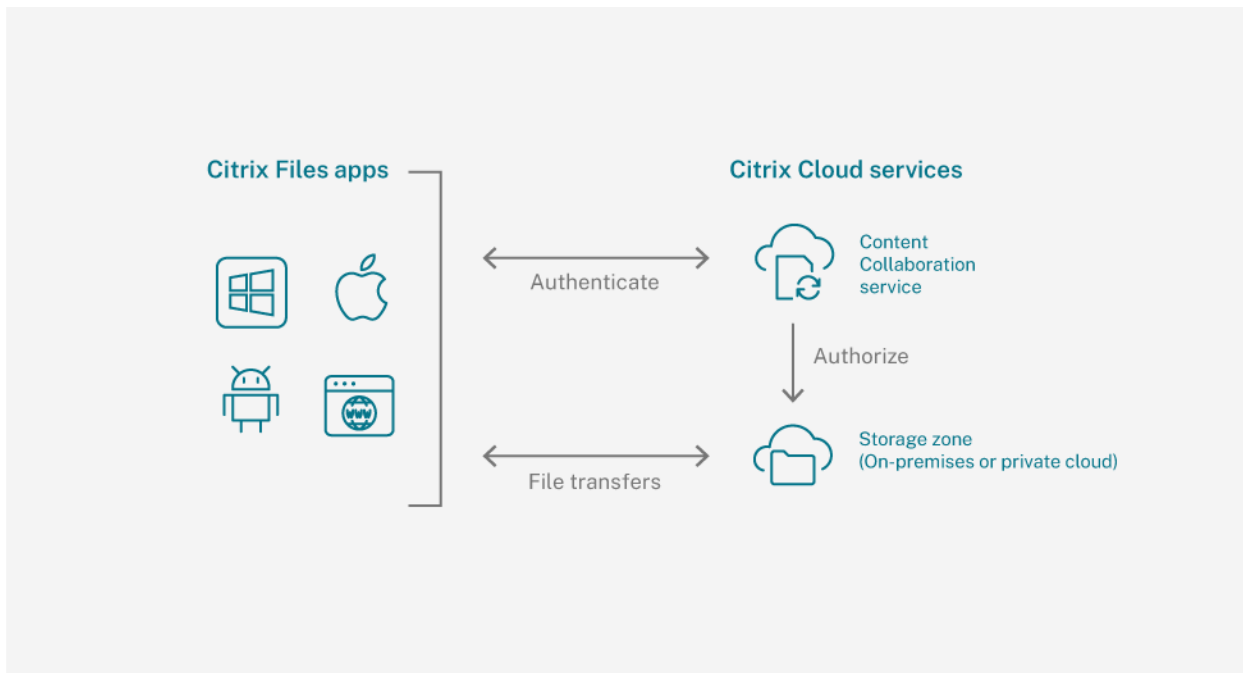 Citrix Files apps
Citrix Cloud services
Content
Collaboration
service
Authenticate
Authorize
Storage zone
(On-premises or private cloud)
File transfers
www